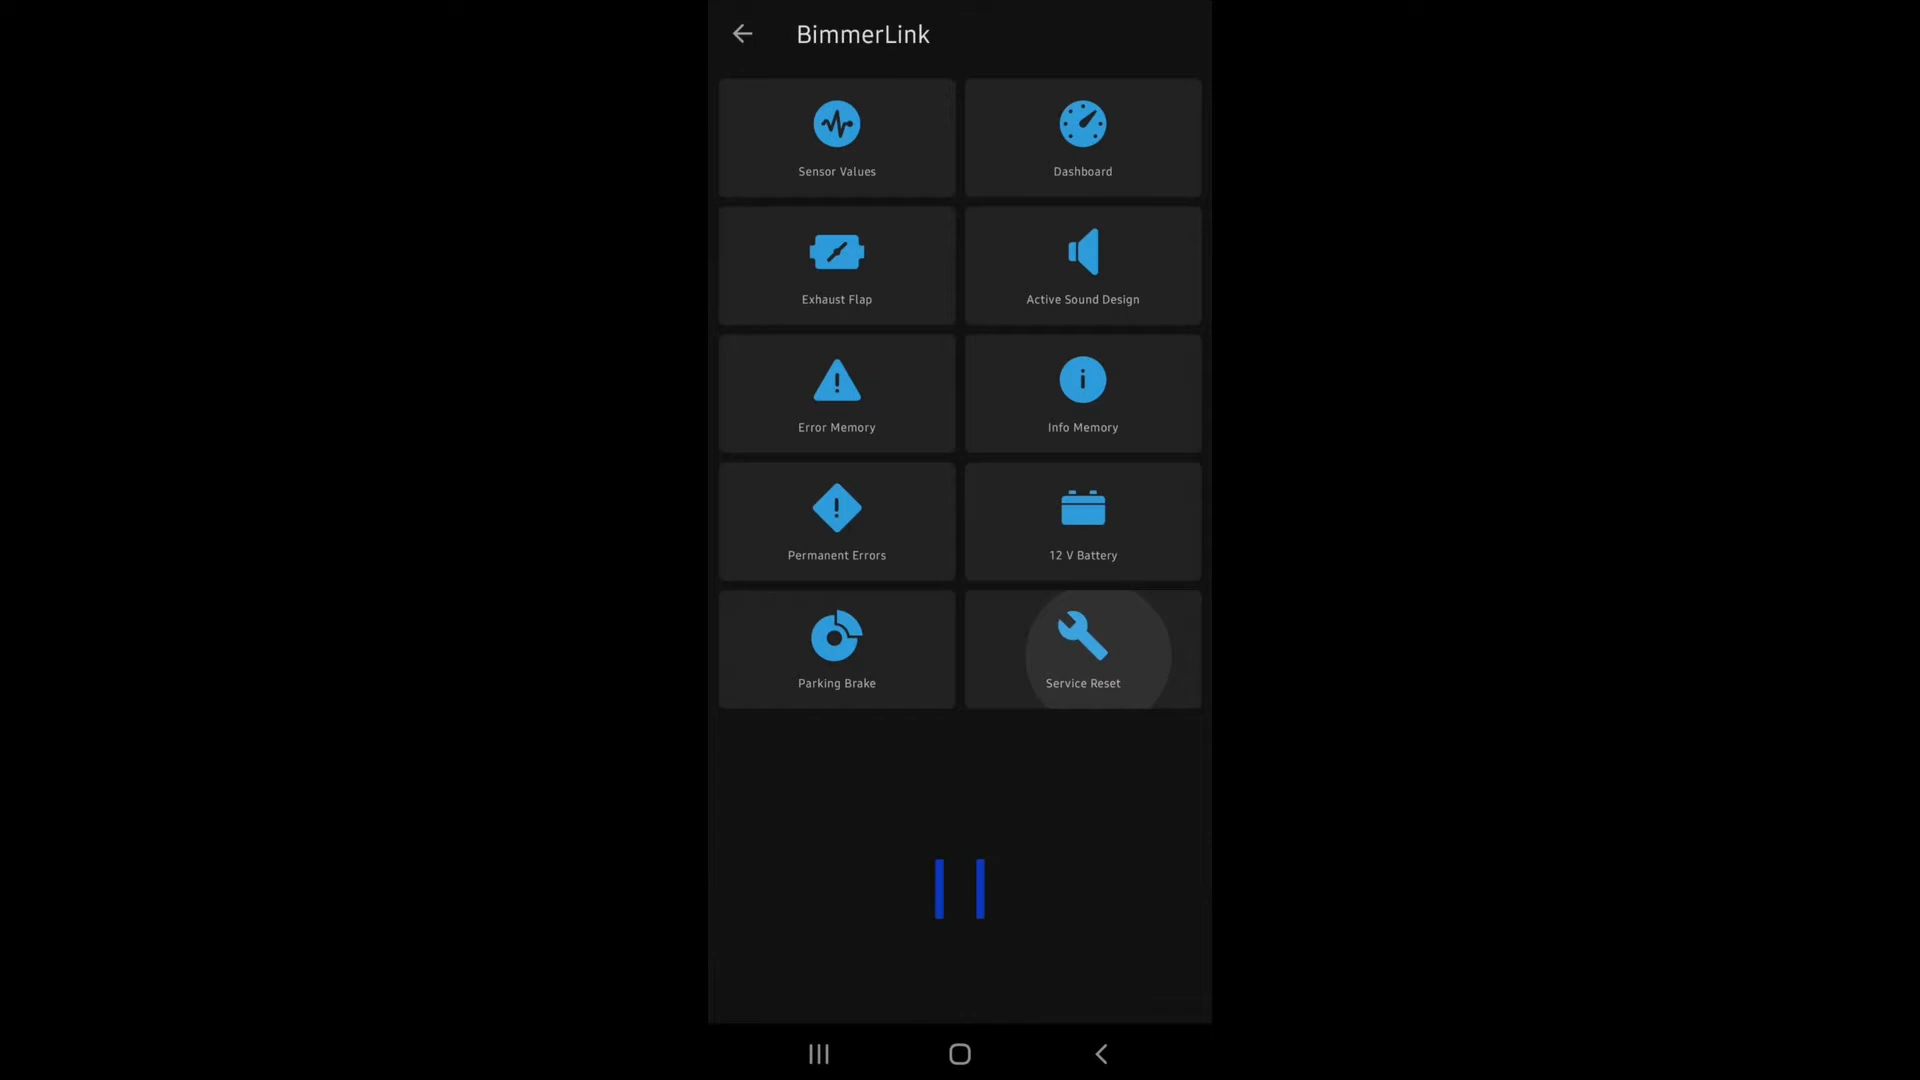 BimmerLink
Sensor Values
Dashboard
Exhaust Flap
Active Sound Design
Error Memory
Info Memory
Permanent Errors
12 V Battery
Parking Brake
Service Reset